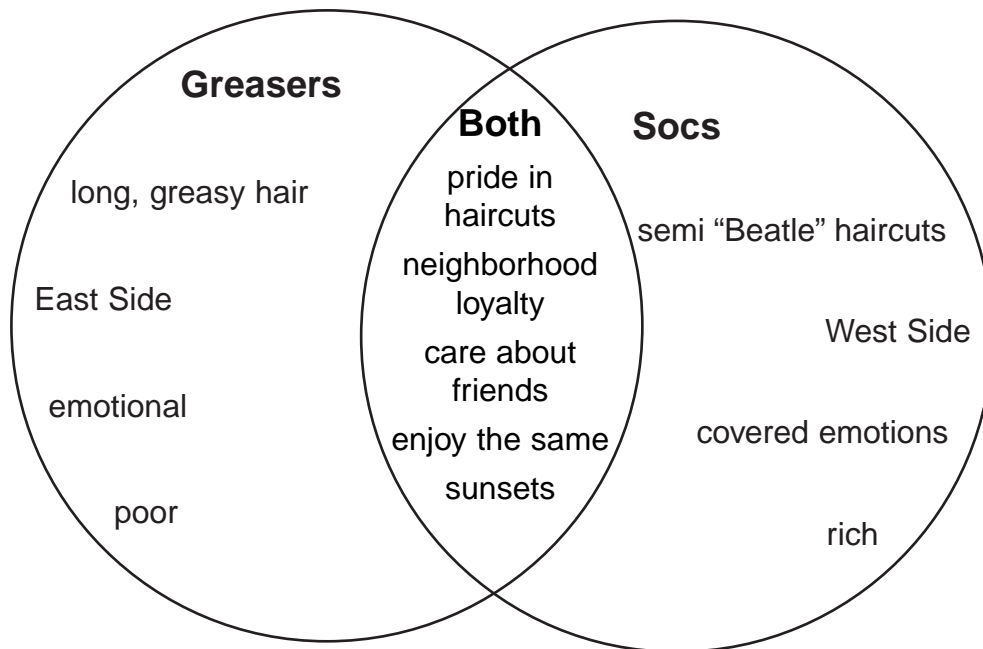 Greasers
long, greasy hair
East Side
emotional
poor
Both
pride in
haircuts
neighborhood
loyalty
care about
friends
enjoy the same
sunsets
Socs
semi “Beatle” haircuts
West Side
covered emotions
rich